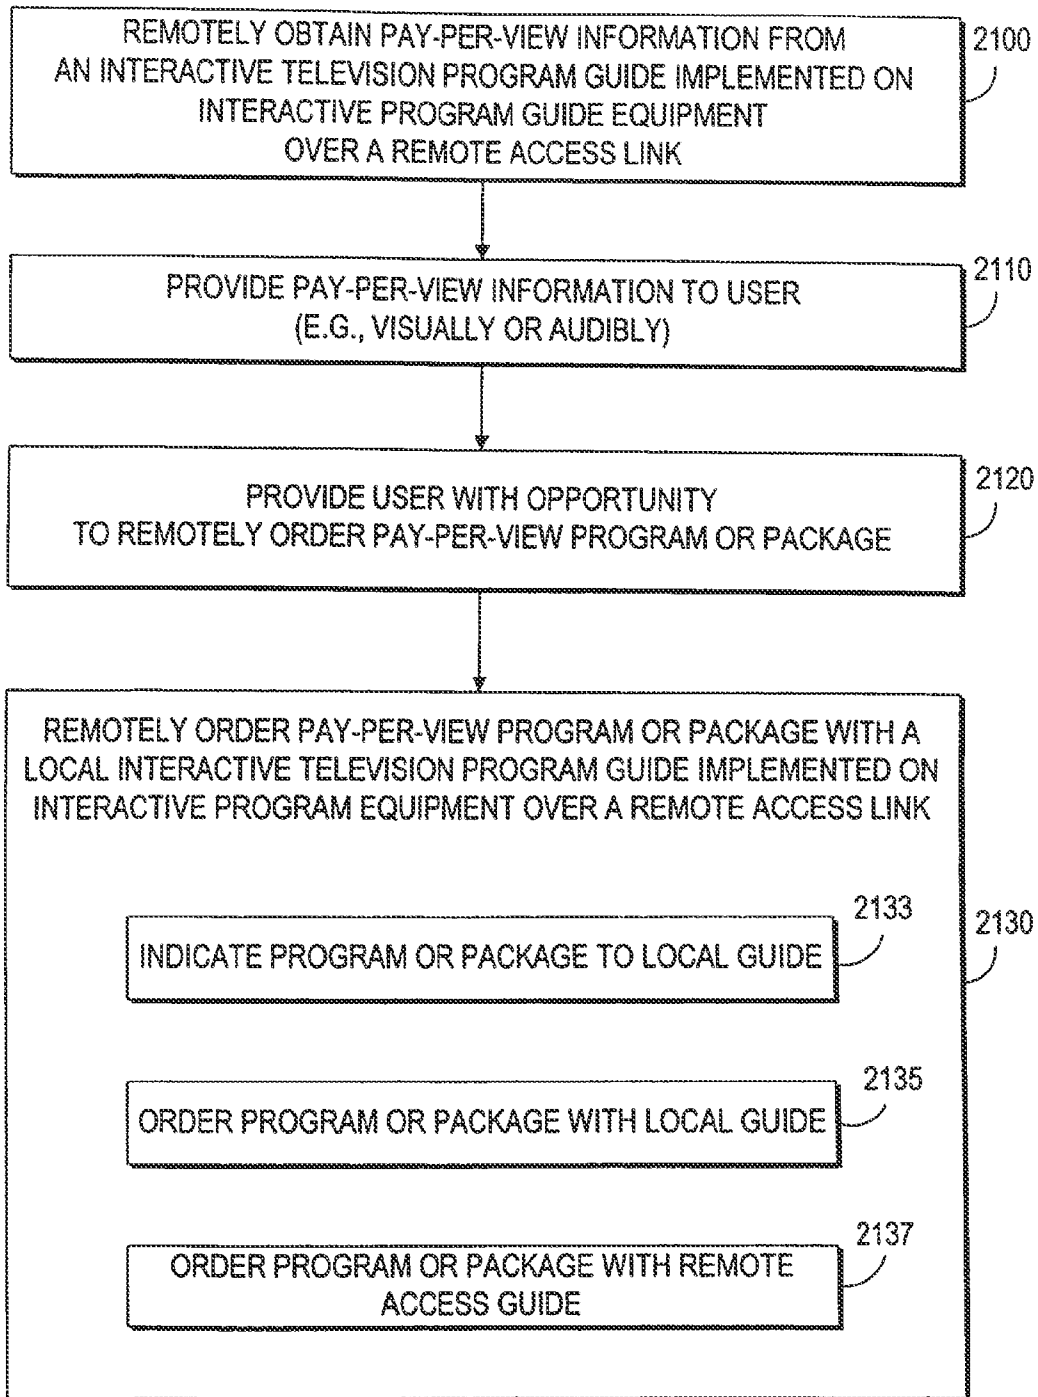 REMOTELY OBTAIN PAY-PER-VIEW INFORMATION FROM
AN INTERACTIVE TELEVISION PROGRAM GUIDE IMPLEMENTED ON
INTERACTIVE PROGRAM GUIDE EQUIPMENT
OVER A REMOTE ACCESS LINK
2100
PROVIDE PAY-PER-VIEW INFORMATION TO USER
(E.G., VISUALLY OR AUDIBLY)
2110
PROVIDE USER WITH OPPORTUNITY
TO REMOTELY ORDER PAY-PER-VIEW PROGRAM OR PACKAGE
2120
REMOTELY ORDER PAY-PER-VIEW PROGRAM OR PACKAGE WITH A
LOCAL INTERACTIVE TELEVISION PROGRAM GUIDE IMPLEMENTED ON
INTERACTIVE PROGRAM EQUIPMENT OVER A REMOTE ACCESS LINK
2130
INDICATE PROGRAM OR PACKAGE TO LOCAL GUIDE
2133
ORDER PROGRAM OR PACKAGE WITH LOCAL GUIDE
2135
ORDER PROGRAM OR PACKAGE WITH REMOTE
ACCESS GUIDE
2137